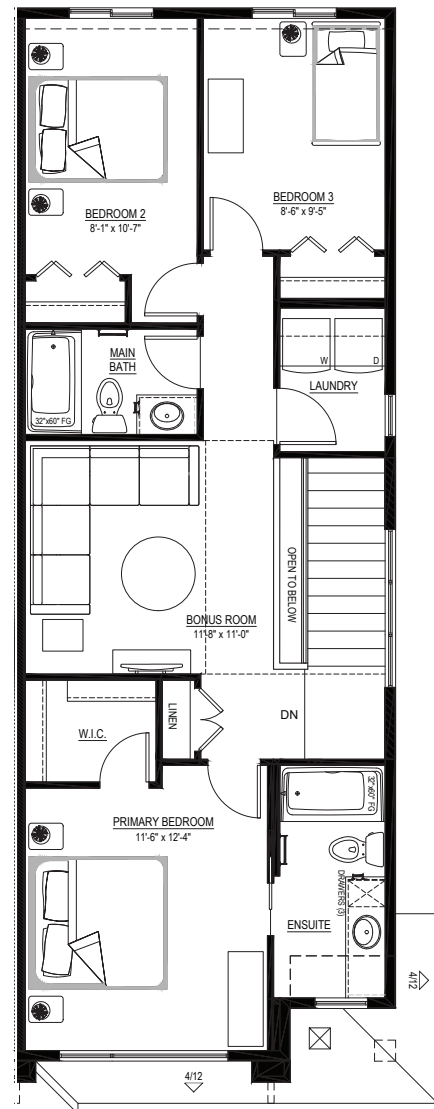 BEDROOM 3
8'-6" x 9'-5"
BEDROOM 2
8'-1" x 10'-7"
MAIN
BATH
W
D
LAUNDRY
32"x60" FG
OPEN TO BELOW
BONUS ROOM
11'-8" x 11'-0"
LINEN
DN
W.I.C.
32"x60" FG
PRIMARY BEDROOM
11'-6" x 12'-4"
DRAWERS (3)
ENSUITE
4/12
4/12